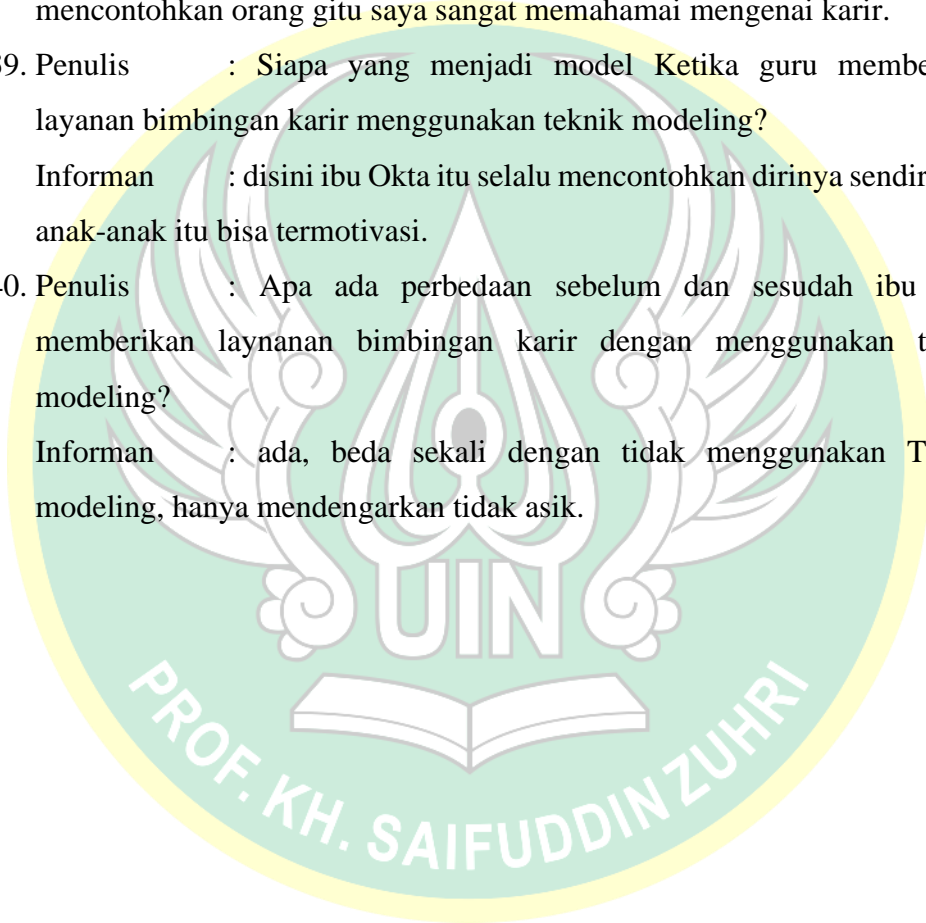 mencontohkan orang gitu saya sangat memahamai mengenai karir.
39. Penulis : Siapa yang menjadi model Ketika guru membe
layanan bimbingan karir menggunakan teknik modeling?
Informan : disini ibu Okta itu selalu mencontohkan dirinya sendir
anak-anak itu bisa termotivasi.
0. Penulis : Apa ada perbedaan sebelum dan sesudah ibu
memberikan laynanan bimbingan karir dengan menggunakan t
modeling?
Informan : ada, beda sekali dengan tidak menggunakan T
modeling, hanya mendengarkan tidak asik.
UIN
PROF. KH. SAIFUDDIN ZUHRI